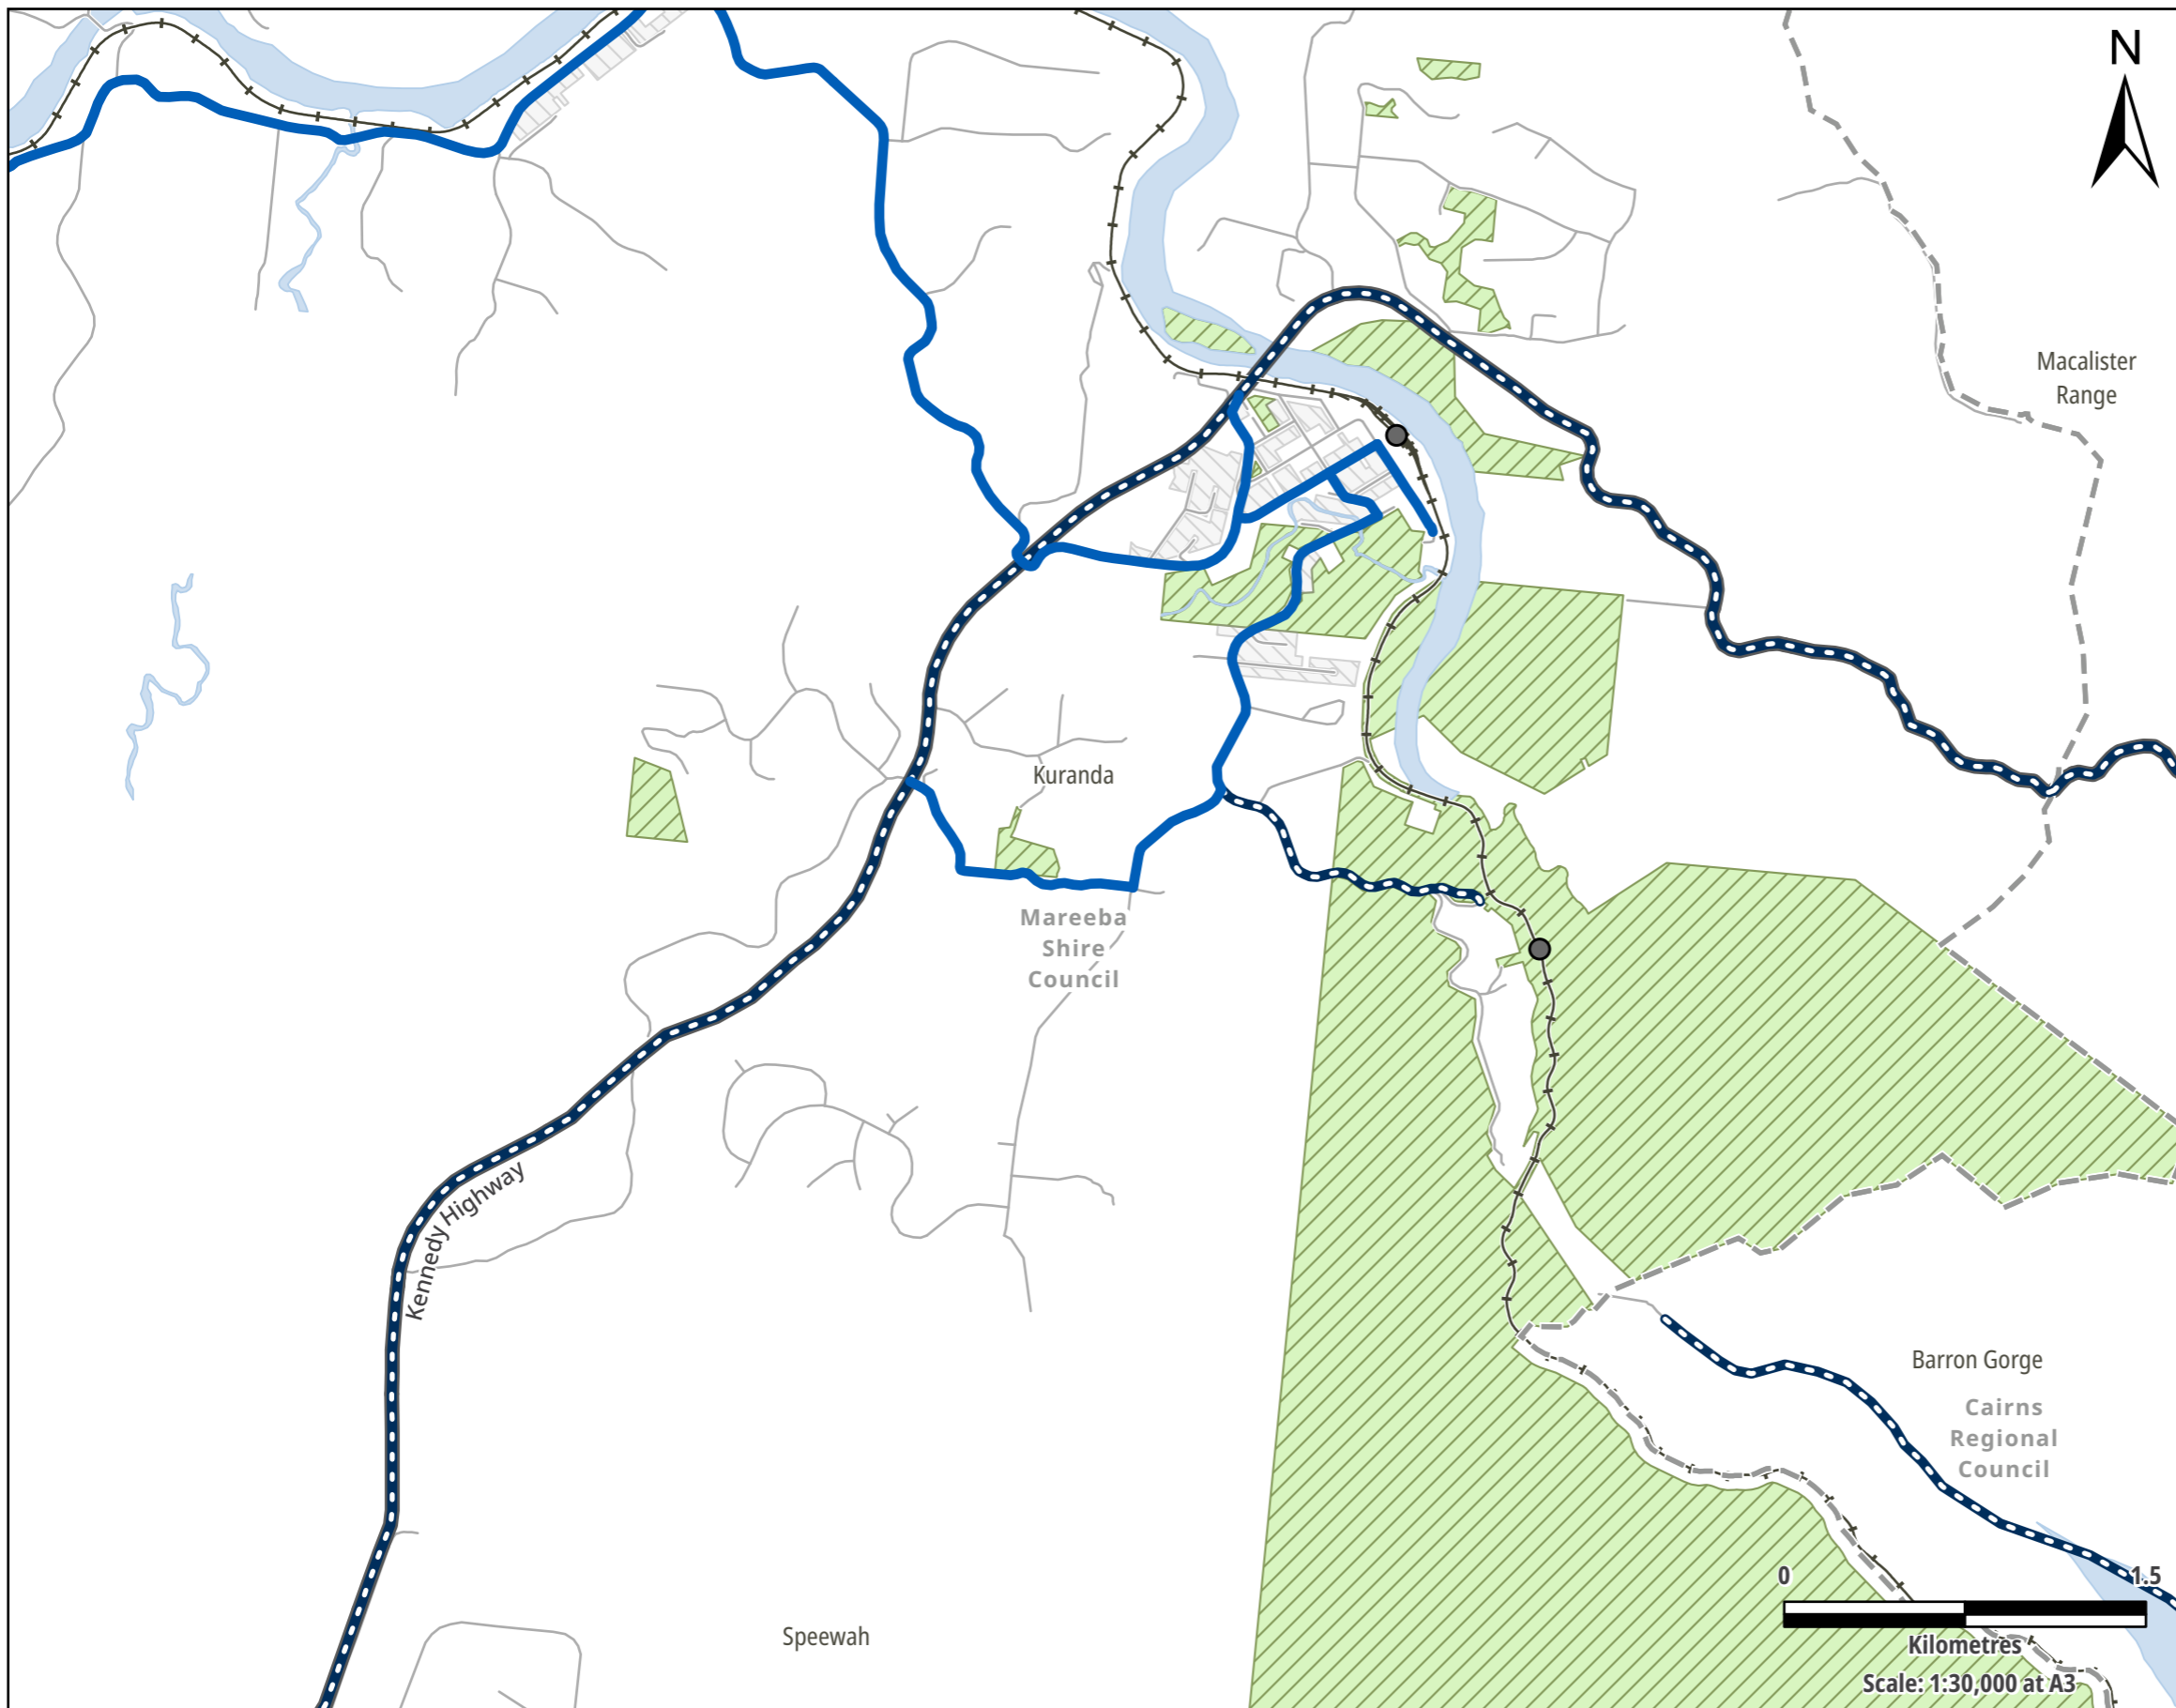 N
Macalister
Range
Kuranda
Mareeba
Shire
Council
Kennedy Highway
Barron Gorge
Cairns
Regional
Council
Speewah
0 1.5
Kilometres
Scale: 1:30,000 at A3